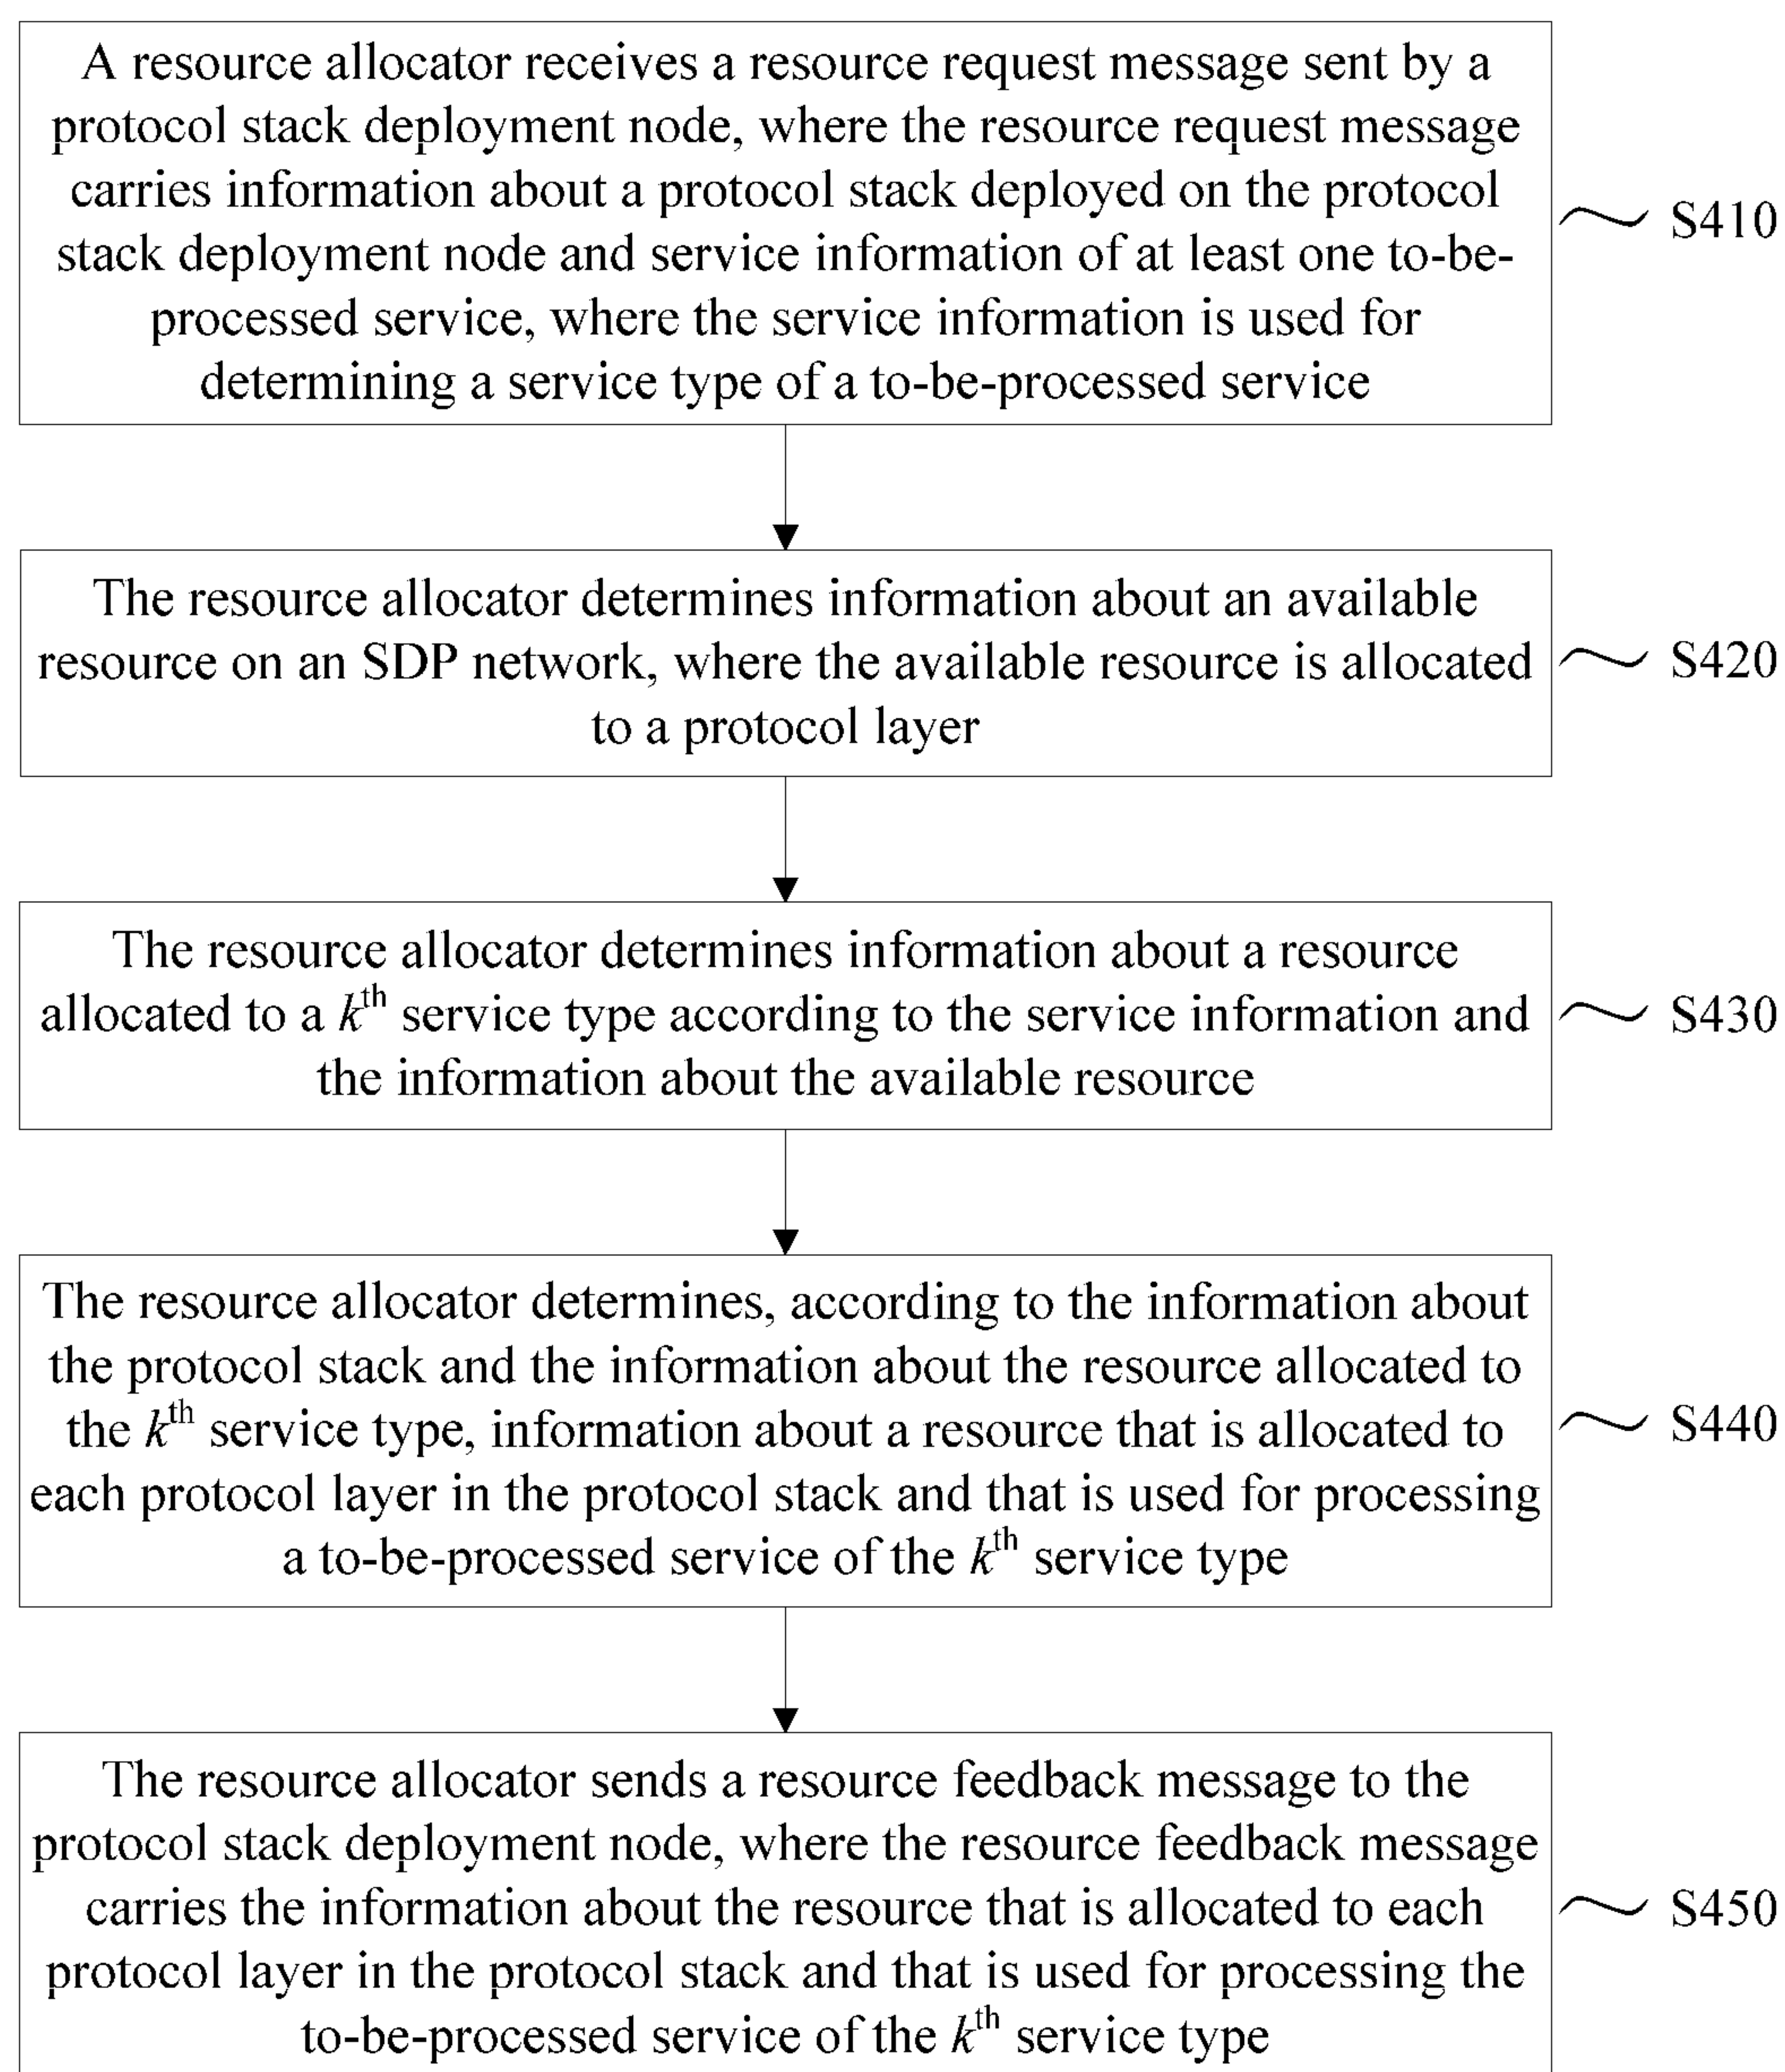 A resource allocator receives a resource request message sent by a
protocol stack deployment node, where the resource request message
carries information about a protocol stack deployed on the protocol
stack deployment node and service information of at least one to-be-
processed service, where the service information is used for
determining a service type of a to-be-processed service
S410
The resource allocator determines information about an available
resource on an SDP network, where the available resource is allocated
to a protocol layer
S420
The resource allocator determines information about a resource
allocated to a kth service type according to the service information and
the information about the available resource
S430
The resource allocator determines, according to the information about
the protocol stack and the information about the resource allocated to
the kth service type, information about a resource that is allocated to
each protocol layer in the protocol stack and that is used for processing
a to-be-processed service of the kth service type
S440
The resource allocator sends a resource feedback message to the
protocol stack deployment node, where the resource feedback message
carries the information about the resource that is allocated to each
protocol layer in the protocol stack and that is used for processing the
to-be-processed service of the kth service type
S450